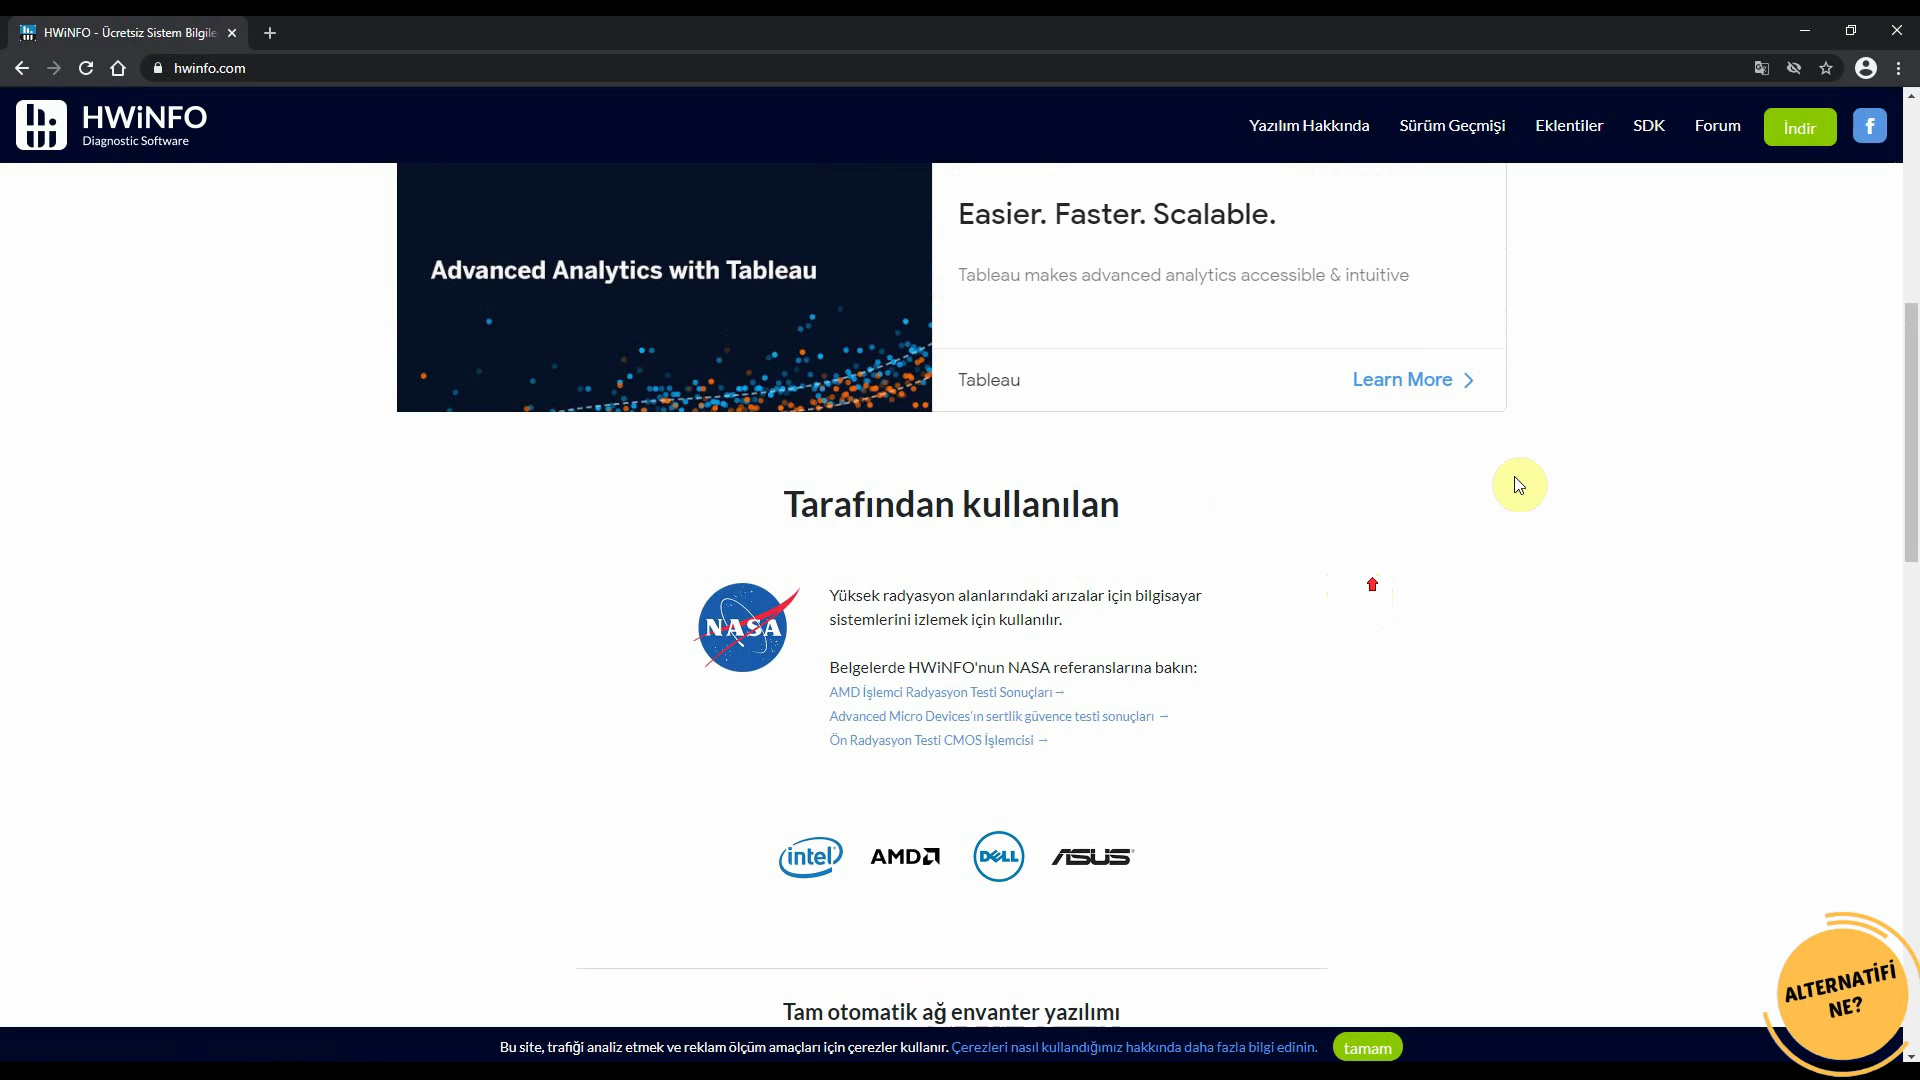 HWiNFO - Ücretsiz Sistem Bilgile
hwinfo.com
HWiNFO
Diagnostic Software
Yazılım Hakkında
Sürüm Geçmişi
Eklentiler
SDK
Forum
İndir
f
Advanced Analytics with Tableau
Easier. Faster. Scalable.
Tableau makes advanced analytics accessible & intuitive
Tableau
Learn More
Tarafından kullanılan
NASA
Yüksek radyasyon alanlarındaki arızalar için bilgisayar
sistemlerini izlemek için kullanılır.
Belgelerde HWiNFO'nun NASA referanslarına bakın:
AMD İşlemci Radyasyon Testi Sonuçları →
Advanced Micro Devices'ın sertlik güvence testi sonuçları →
Ön Radyasyon Testi CMOS İşlemcisi →
intel
AMD
DELL
ASUS
Tam otomatik ağ envanter yazılımı
ALTERNATİFİ
NE?
Bu site, trafiği analiz etmek ve reklam ölçüm amaçları için çerezler kullanır. Çerezleri nasıl kullandığımız hakkında daha fazla bilgi edinin.
tamam